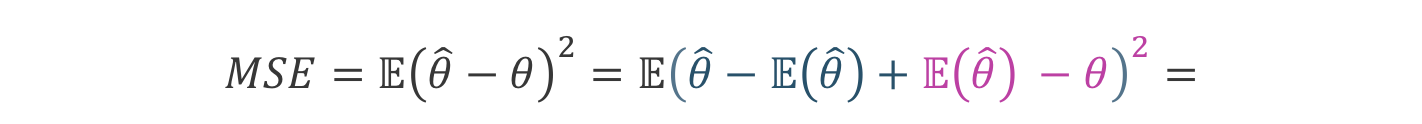 MSE = 𝔼(θ̂ − θ)² = 𝔼(θ̂ − 𝔼(θ̂) + 𝔼(θ̂) − θ)² =